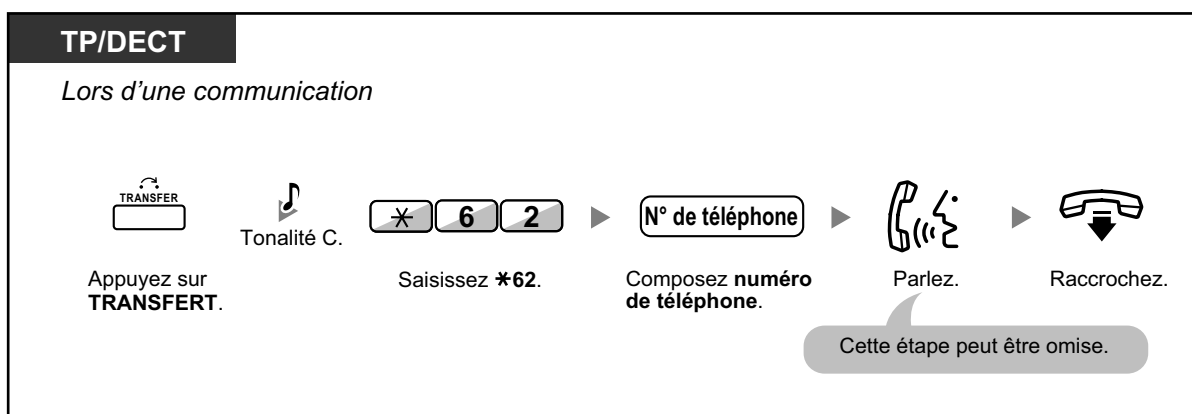 TP/DECT
Lors d’une communication
TRANSFER
Tonalité C.
* 6 2
N° de téléphone
Appuyez sur
TRANSFERT.
Saisissez *62.
Composez numéro
de téléphone.
Parlez.
Raccrochez.
Cette étape peut être omise.